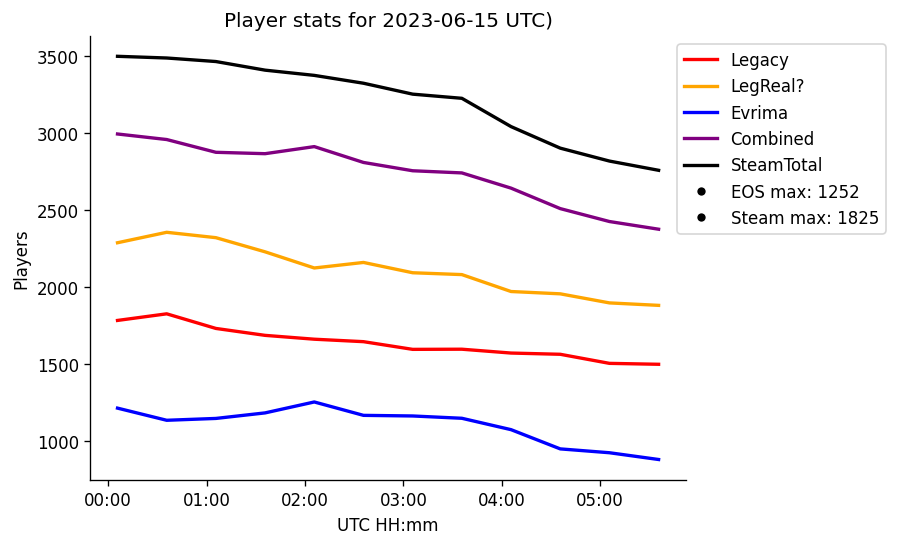 Player stats for 2023-06-15 UTC)
3500
3000
2500
2000
1500
1000
Players
00:00 01:00 02:00 03:00 04:00 05:00
UTC HH:mm
Legacy
LegReal?
Evrima
Combined
SteamTotal
EOS max: 1252
Steam max: 1825